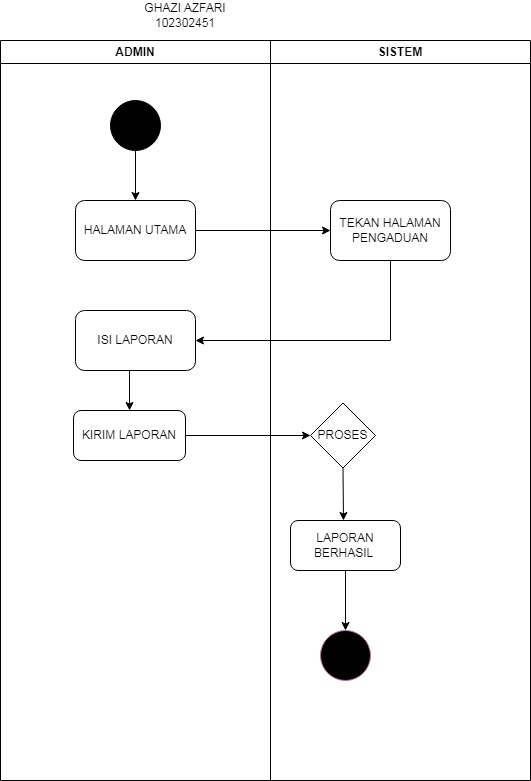 GHAZI AZFARI
102302451
ADMIN
SISTEM
HALAMAN UTAMA
TEKAN HALAMAN
PENGADUAN
ISI LAPORAN
KIRIM LAPORAN
PROSES
LAPORAN
BERHASIL